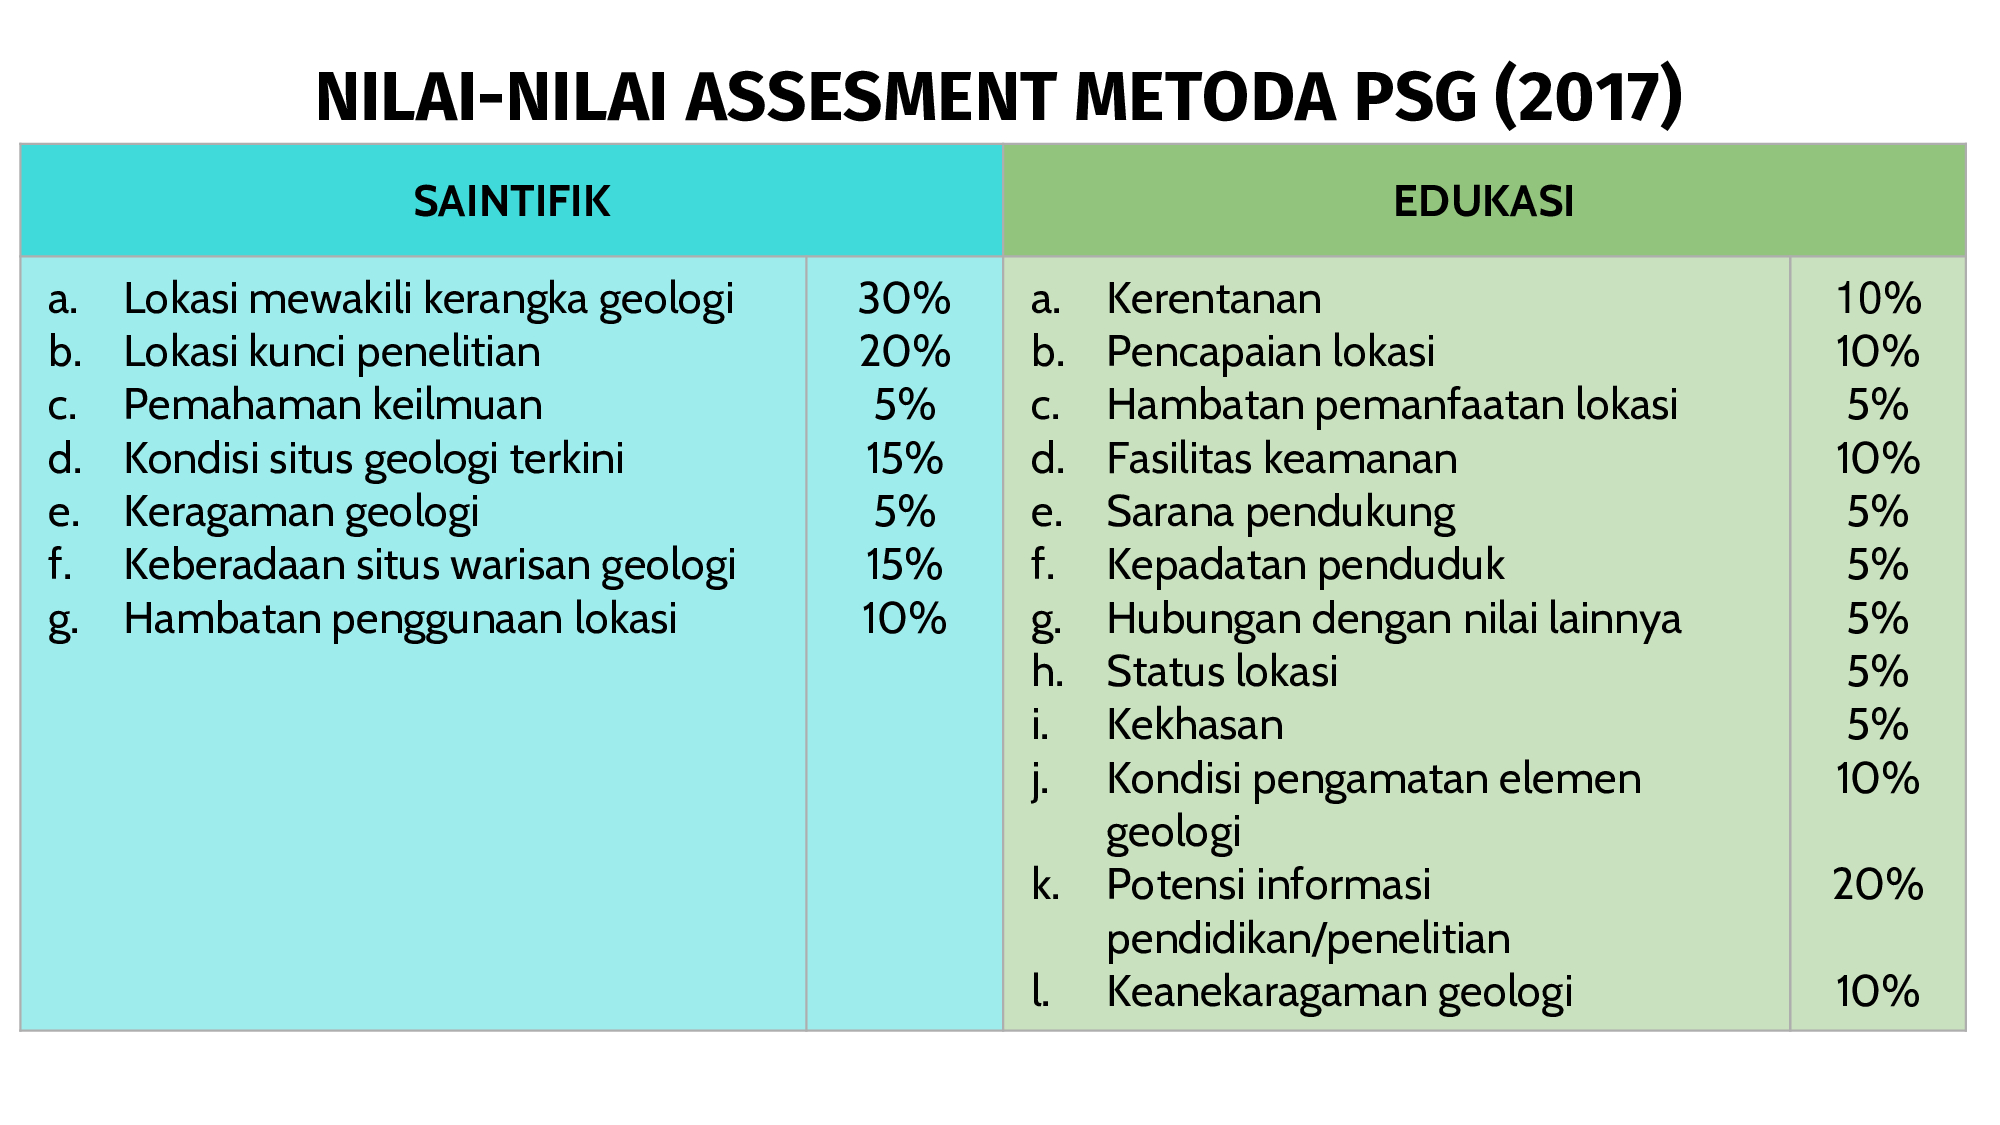 NILAI-NILAI ASSESMENT METODA PSG (2017)
SAINTIFIK
a. Lokasi mewakili kerangka geologi 30%
b. Lokasi kunci penelitian 20%
c. Pemahaman keilmuan 5%
d. Kondisi situs geologi terkini 15%
e. Keragaman geologi 5%
f. Keberadaan situs warisan geologi 15%
g. Hambatan penggunaan lokasi 10%
EDUKASI
a. Kerentanan 10%
b. Pencapaian lokasi 10%
c. Hambatan pemanfaatan lokasi 5%
d. Fasilitas keamanan 10%
e. Sarana pendukung 5%
f. Kepadatan penduduk 5%
g. Hubungan dengan nilai lainnya 5%
h. Status lokasi 5%
i. Kekhasan 5%
j. Kondisi pengamatan elemen 10%
geologi
k. Potensi informasi 20%
pendidikan/penelitian
l. Keanekaragaman geologi 10%